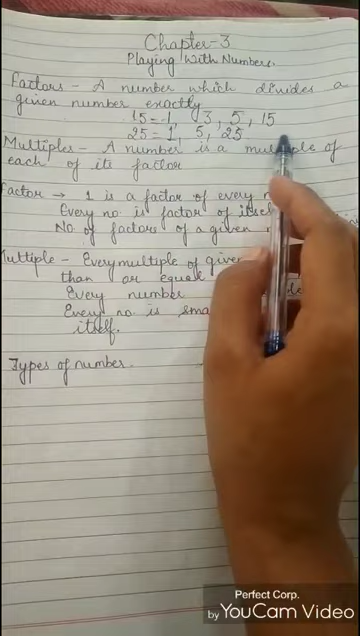 Chapter-3
Playing With Numbers.
Factors - A number which divides a
given number exactly
15 = 1, 3, 5, 15
25 = 1, 5, 25
Multiples - A number is a multiple of
each of its factor
Factor → 1 is a factor of every
Every no is factor of itself
No of factors of a given
Multiple - Every multiple of given
than or equal
Every number
Every no is
itself.
Types of number.
Perfect Corp.
by YouCam Video